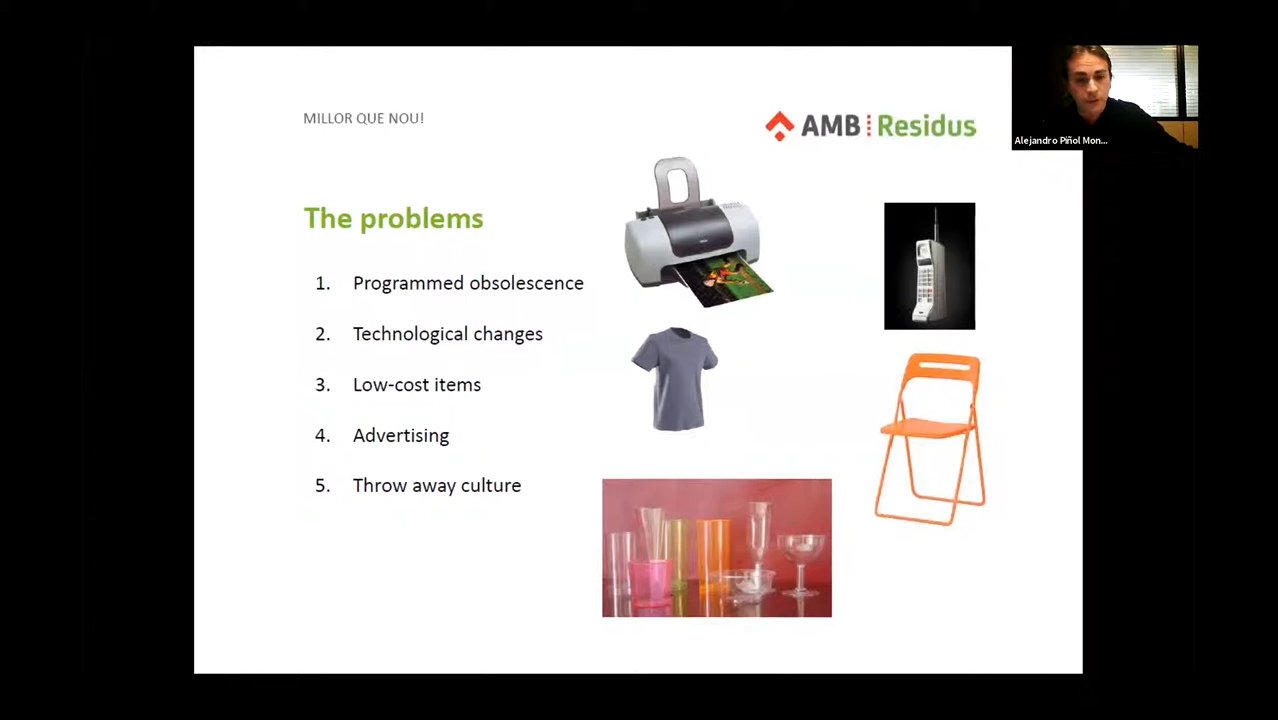 MILLOR QUE NOU!
AMB Residus
Alejandro Piñol Mon...
The problems
1. Programmed obsolescence
2. Technological changes
3. Low-cost items
4. Advertising
5. Throw away culture